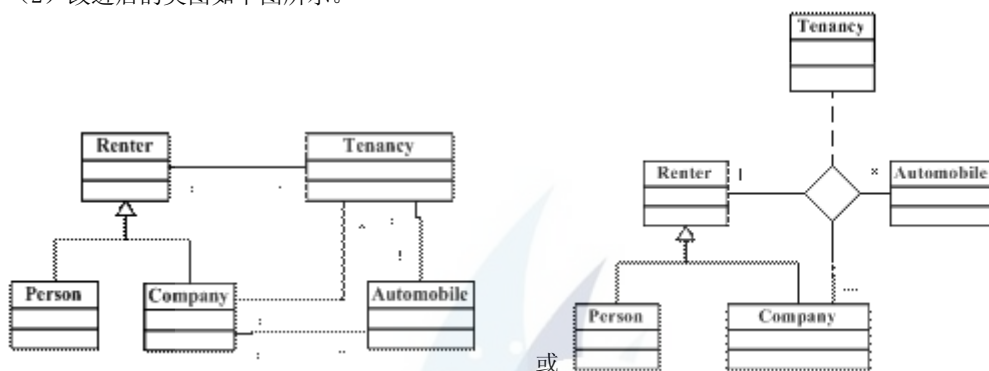 (2) 改进后的类图如下图所示。
Tenancy
Renter
Tenancy
Renter
1
*
Automobile
Person
Company
Automobile
Person
Company
或